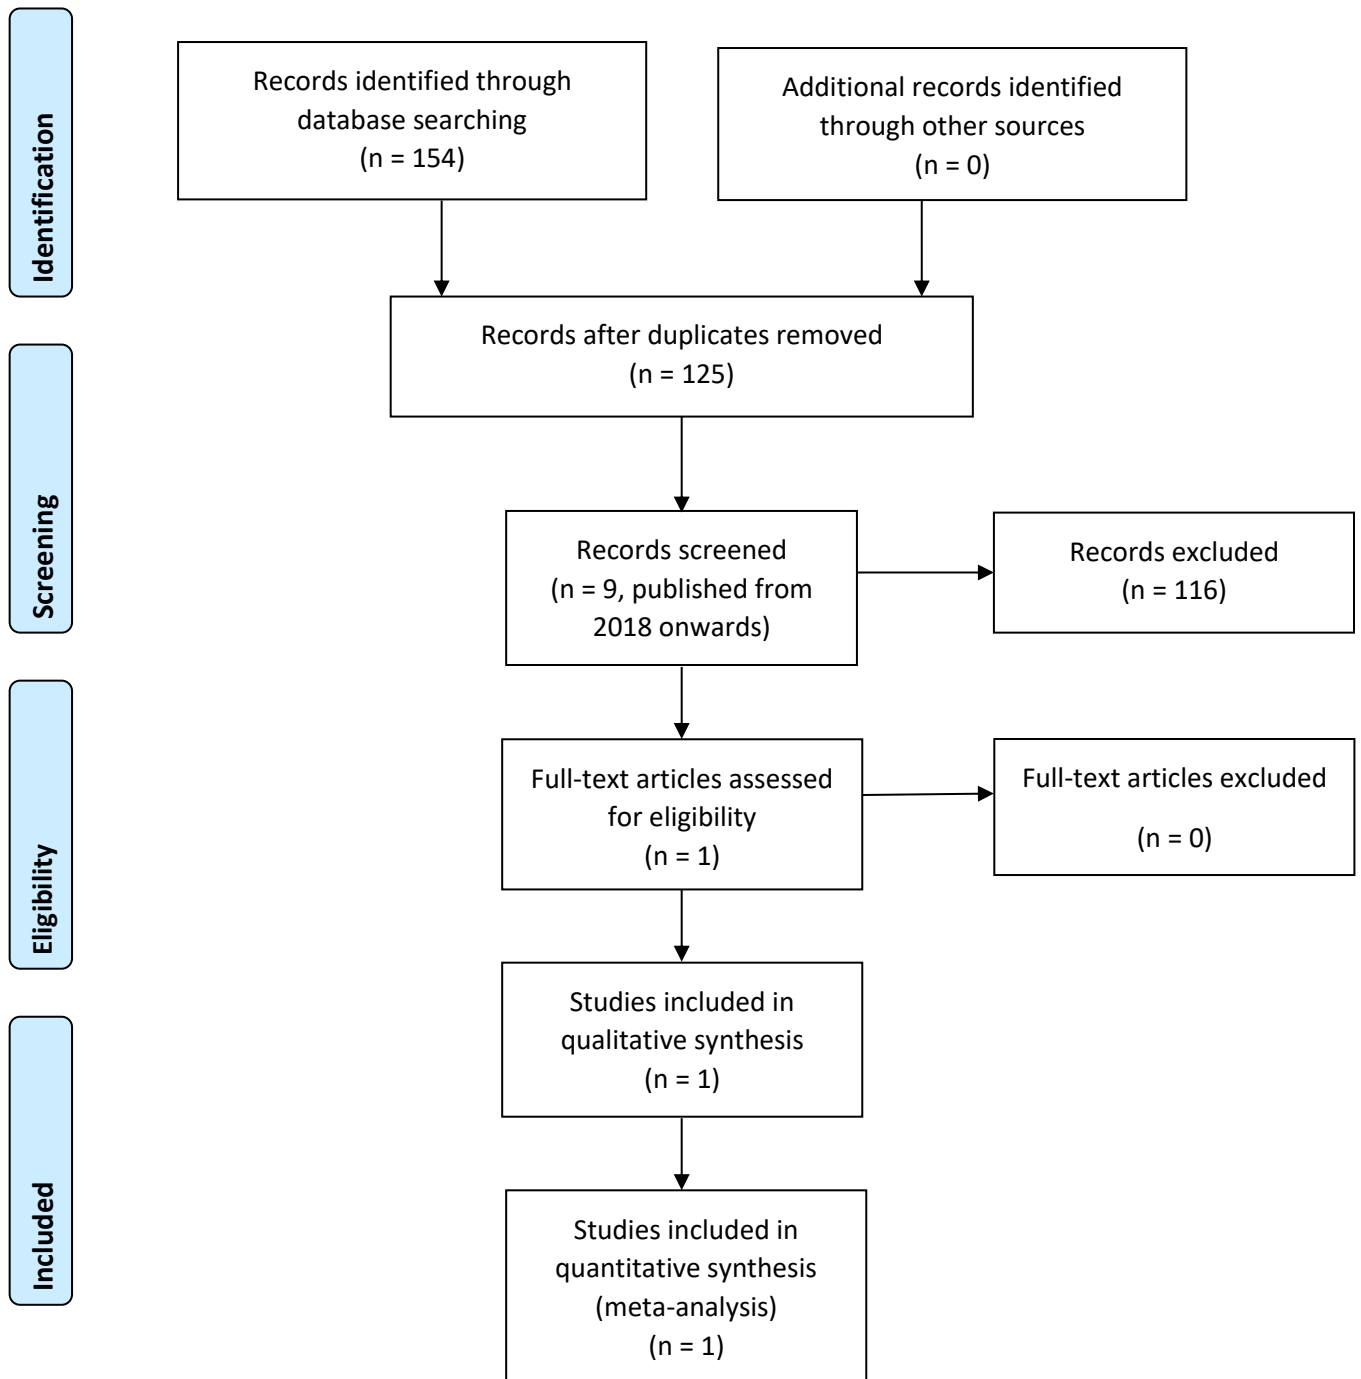 Identification
Records identified through
database searching
(n = 154)
Additional records identified
through other sources
(n = 0)
Records after duplicates removed
(n = 125)
Screening
Records screened
(n = 9, published from
2018 onwards)
Records excluded
(n = 116)
Eligibility
Full-text articles assessed
for eligibility
(n = 1)
Full-text articles excluded
(n = 0)
Studies included in
qualitative synthesis
(n = 1)
Included
Studies included in
quantitative synthesis
(meta-analysis)
(n = 1)